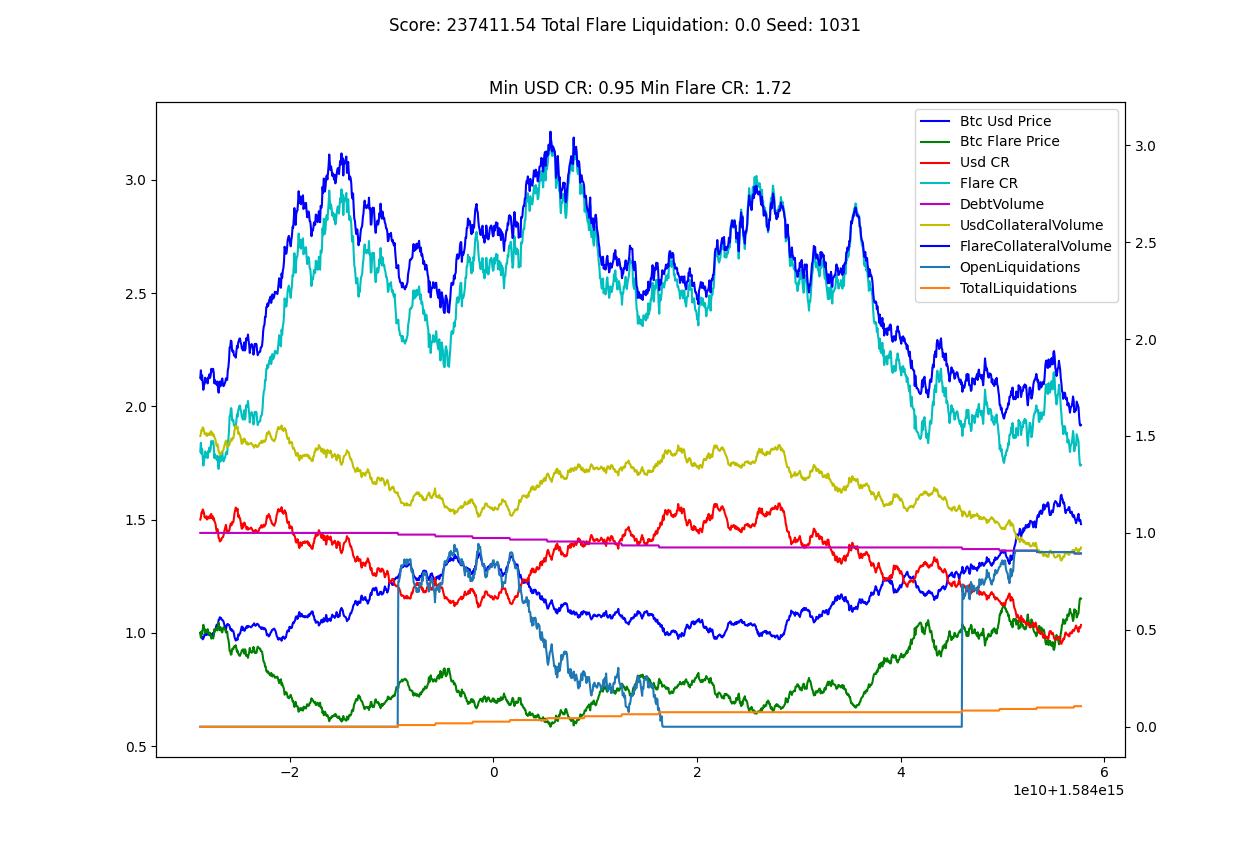 Score: 237411.54 Total Flare Liquidation: 0.0 Seed: 1031
Min USD CR: 0.95 Min Flare CR: 1.72
Btc Usd Price
Btc Flare Price
Usd CR
Flare CR
DebtVolume
UsdCollateralVolume
FlareCollateralVolume
OpenLiquidations
TotalLiquidations
3.0
2.5
2.0
1.5
1.0
0.5
3.0
2.5
2.0
1.5
1.0
0.5
0.0
−2
0
2
4
6
1e10+1.584e15